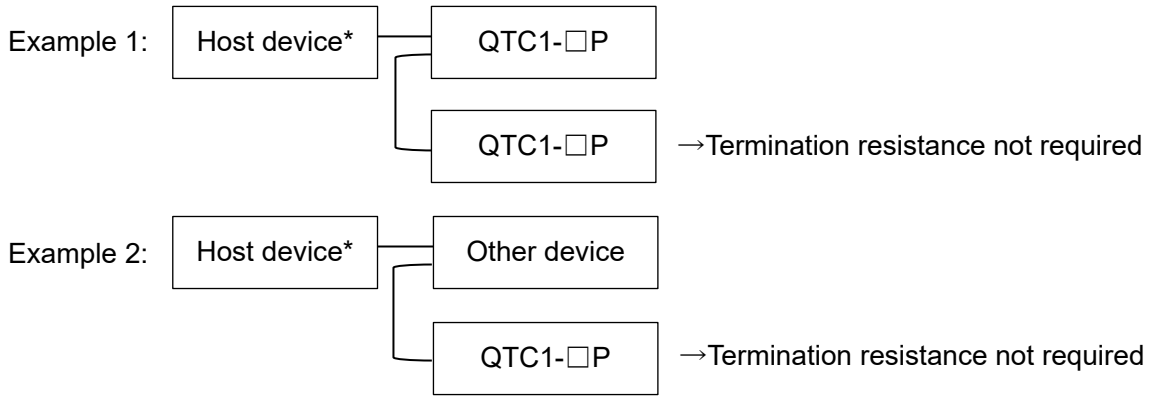 Example 1:
Host device*
QTC1-□P
QTC1-□P
→Termination resistance not required
Example 2:
Host device*
Other device
QTC1-□P
→Termination resistance not required